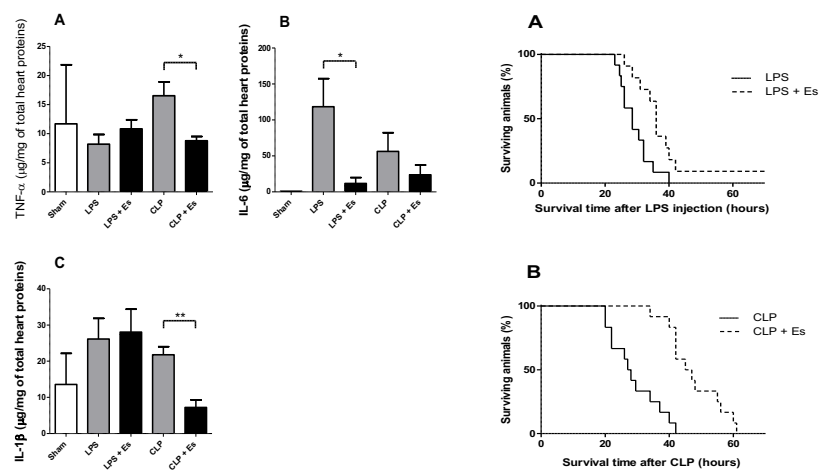 A
TNF-α (µg/mg of total heart proteins)
25
20
15
10
5
0
*
Sham
LPS
LPS + Es
CLP
CLP + Es
B
IL-6 (µg/mg of total heart proteins)
200
150
100
50
0
*
Sham
LPS
LPS + Es
CLP
CLP + Es
C
IL-1β (µg/mg of total heart proteins)
40
30
20
10
0
**
Sham
LPS
LPS + Es
CLP
CLP + Es
A
Surviving animals (%)
100
50
0
0 20 40 60
Survival time after LPS injection (hours)
LPS
LPS + Es
B
Surviving animals (%)
100
50
0
0 20 40 60
Survival time after CLP (hours)
CLP
CLP + Es